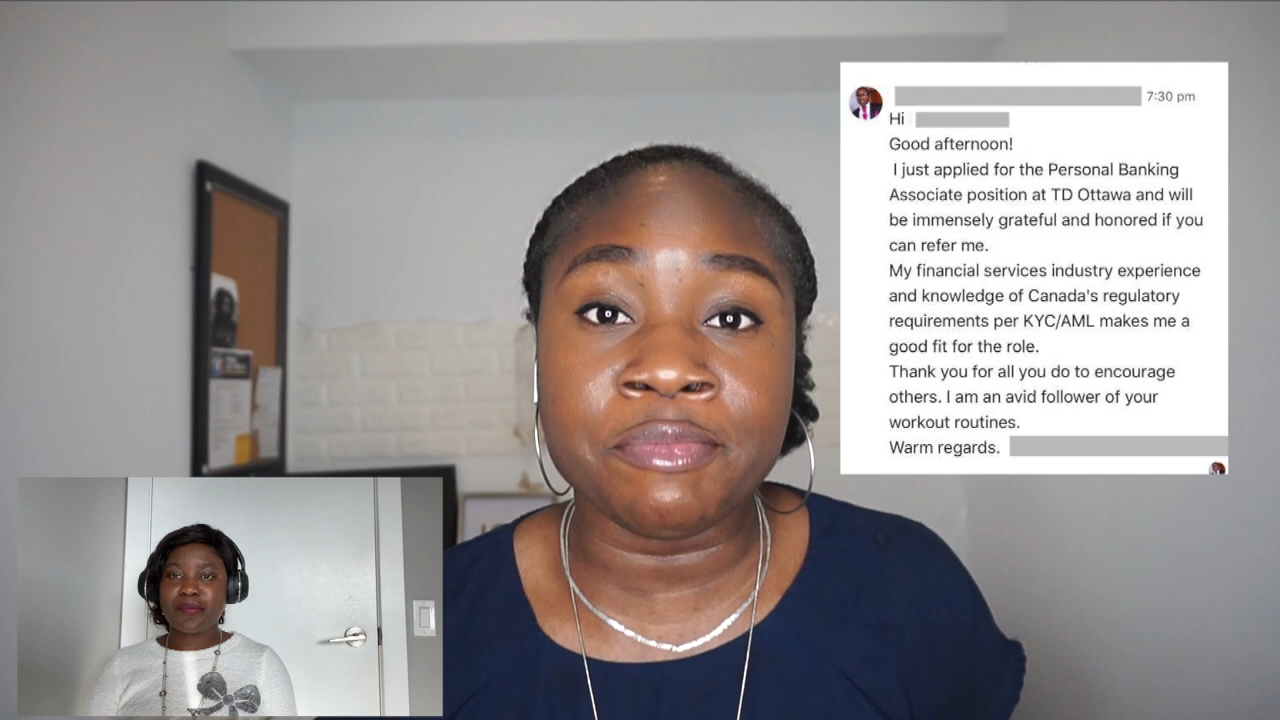 7:30 pm
Hi
Good afternoon!
I just applied for the Personal Banking
Associate position at TD Ottawa and will
be immensely grateful and honored if you
can refer me.
My financial services industry experience
and knowledge of Canada's regulatory
requirements per KYC/AML makes me a
good fit for the role.
Thank you for all you do to encourage
others. I am an avid follower of your
workout routines.
Warm regards.